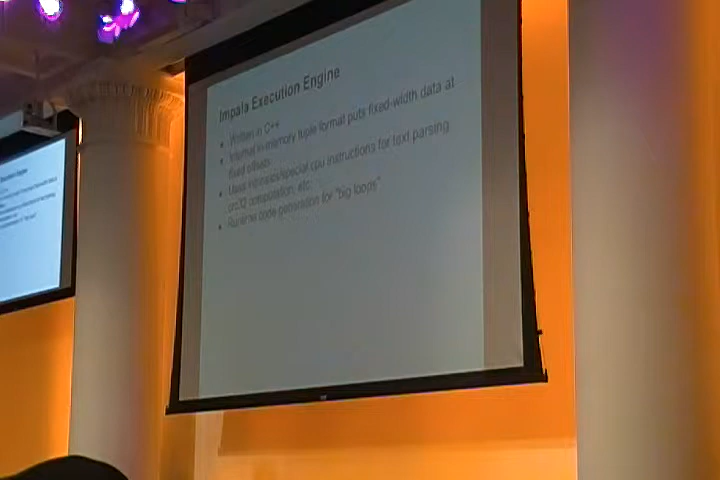 Impala Execution Engine
• Written in C++
• Internal in-memory tuple format puts fixed-width data at
fixed offsets
• Uses intrinsics/special cpu instructions for text parsing
crc32 computation, etc.
• Runtime code generation for "big loops"